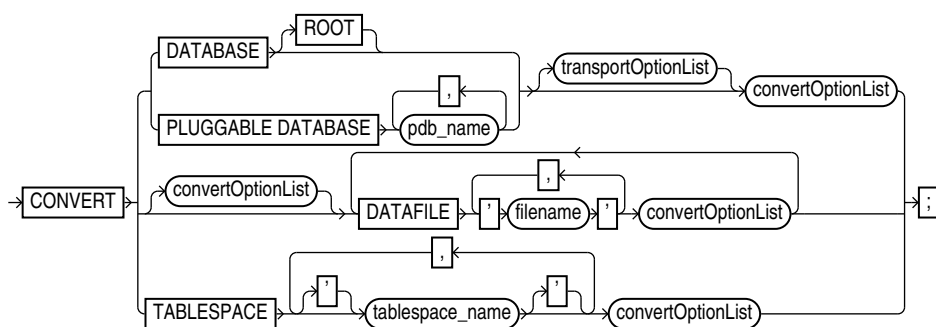 ROOT
DATABASE
transportOptionList
,
convertOptionList
PLUGGABLE DATABASE
pdb_name
convertOptionList
,
CONVERT
DATAFILE
'
filename
'
convertOptionList
;
,
'
'
TABLESPACE
tablespace_name
convertOptionList